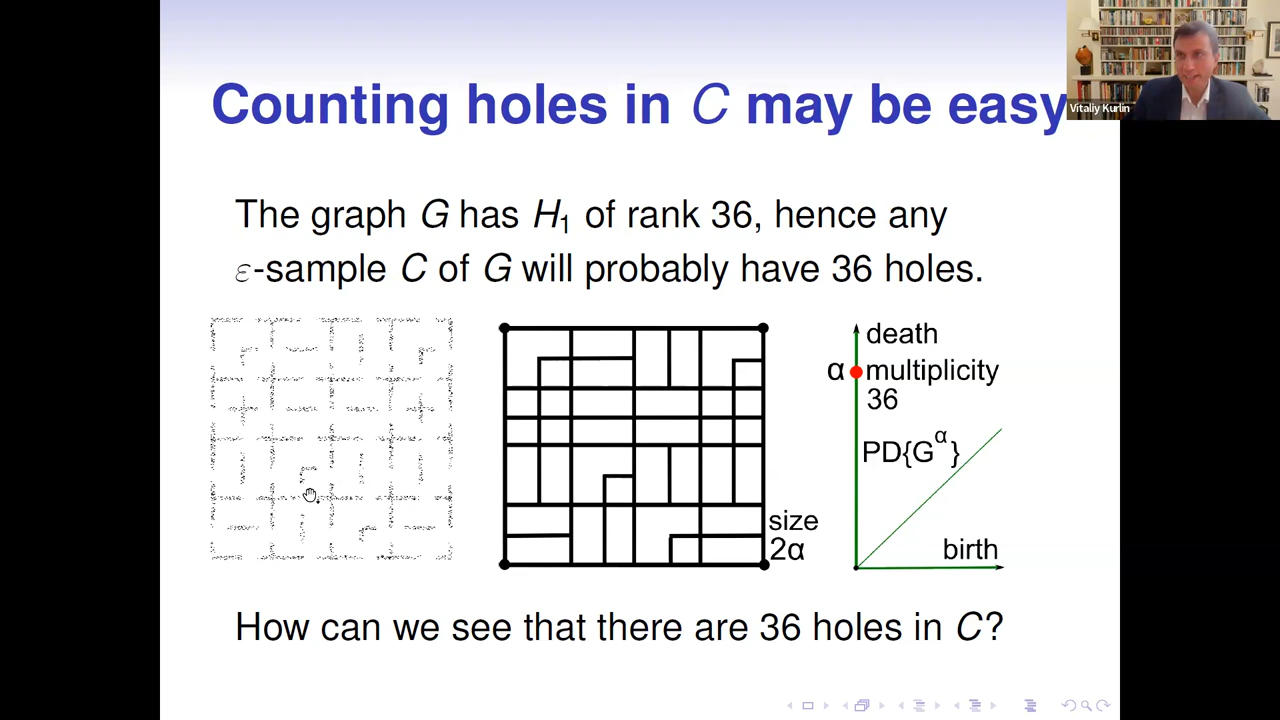 Counting holes in C may be easy
Vitaliy Kurlin
The graph G has H₁ of rank 36, hence any
ε-sample C of G will probably have 36 holes.
death
α multiplicity
36
PD{G^α}
size
2α
birth
How can we see that there are 36 holes in C?